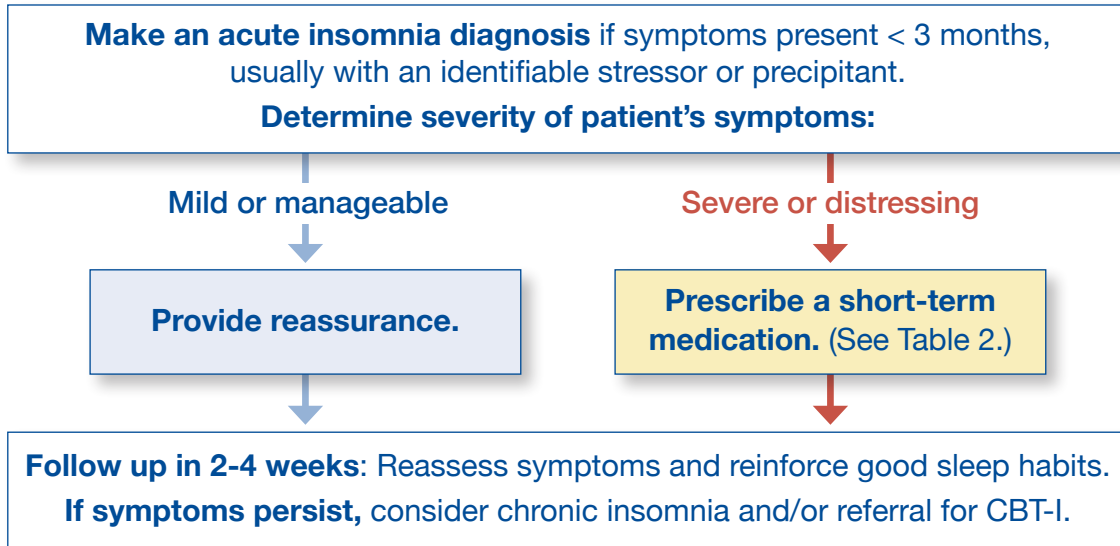 Make an acute insomnia diagnosis if symptoms present < 3 months,
usually with an identifiable stressor or precipitant.
Determine severity of patient’s symptoms:
Mild or manageable
Severe or distressing
Provide reassurance.
Prescribe a short-term
medication. (See Table 2.)
Follow up in 2-4 weeks: Reassess symptoms and reinforce good sleep habits.
If symptoms persist, consider chronic insomnia and/or referral for CBT-I.